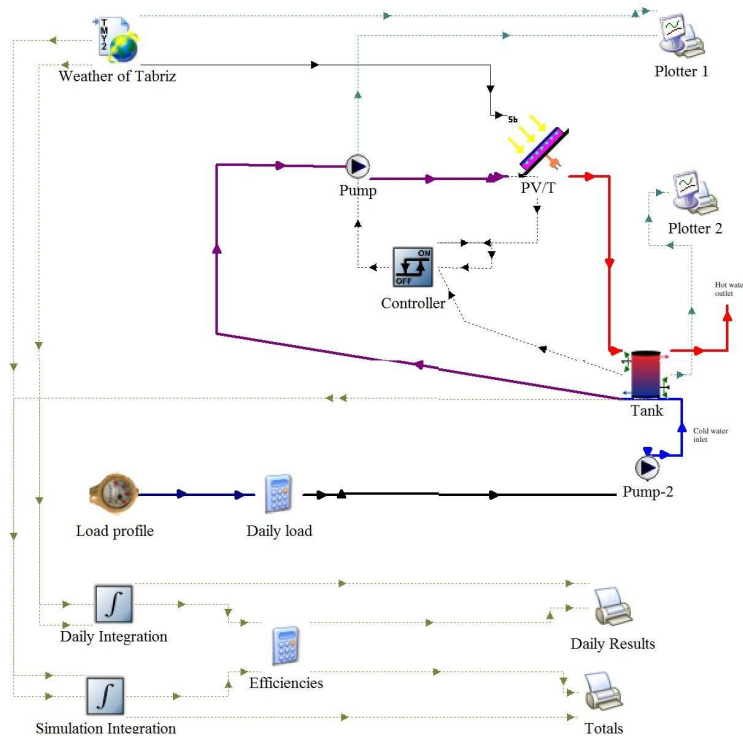 TMY2
Weather of Tabriz
Plotter 1
5b
Pump
PV/T
Plotter 2
ON
OFF
Controller
Hot water
outlet
Tank
Cold water
inlet
Pump-2
Load profile
Daily load
∫
Daily Integration
Daily Results
Efficiencies
∫
Simulation Integration
Totals